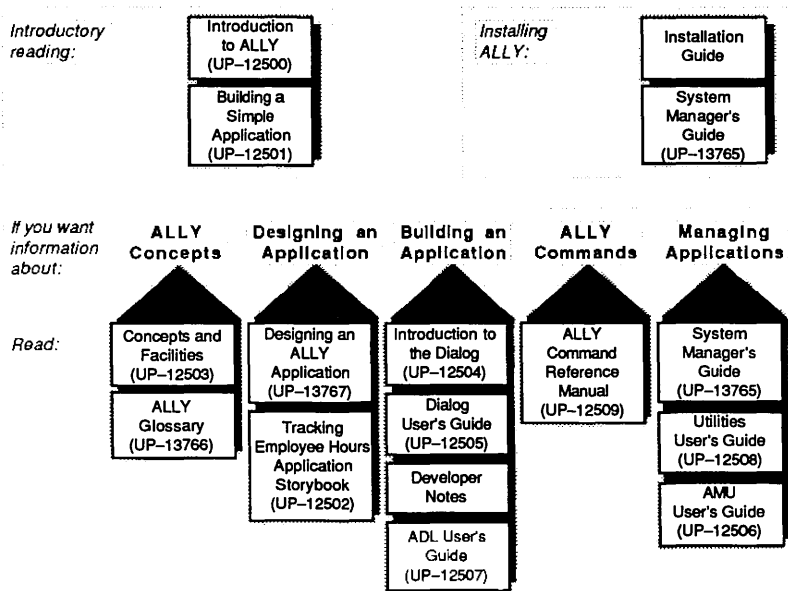 Introductory
reading:
Introduction
to ALLY
(UP–12500)
Building a
Simple
Application
(UP–12501)
Installing
ALLY:
Installation
Guide
System
Manager's
Guide
(UP–13765)
If you want
information
about:
ALLY
Concepts
Designing an
Application
Building an
Application
ALLY
Commands
Managing
Applications
Read:
Concepts and
Facilities
(UP–12503)
ALLY
Glossary
(UP–13766)
Designing an
ALLY
Application
(UP–13767)
Tracking
Employee Hours
Application
Storybook
(UP–12502)
Introduction to
the Dialog
(UP–12504)
Dialog
User's Guide
(UP–12505)
Developer
Notes
ADL User's
Guide
(UP–12507)
ALLY
Command
Reference
Manual
(UP–12509)
System
Manager's
Guide
(UP–13765)
Utilities
User's Guide
(UP–12508)
AMU
User's Guide
(UP–12506)